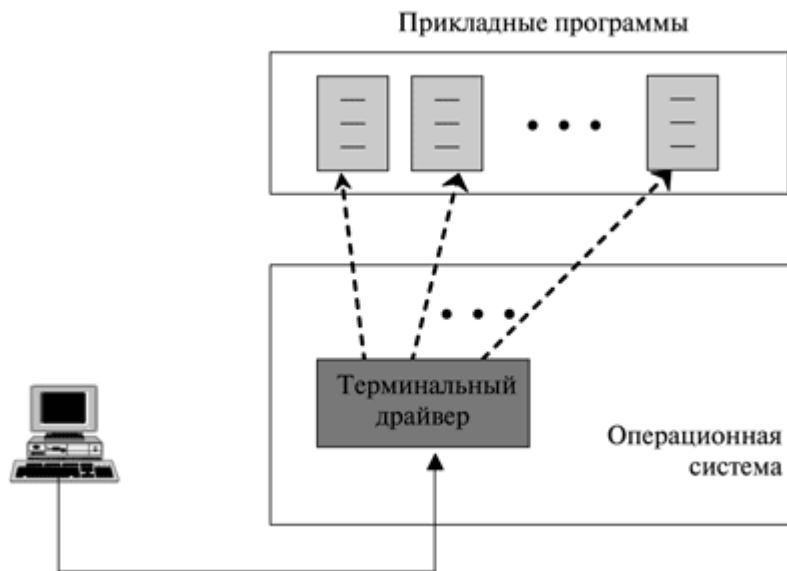 Прикладные программы
Терминальный
драйвер
Операционная
система